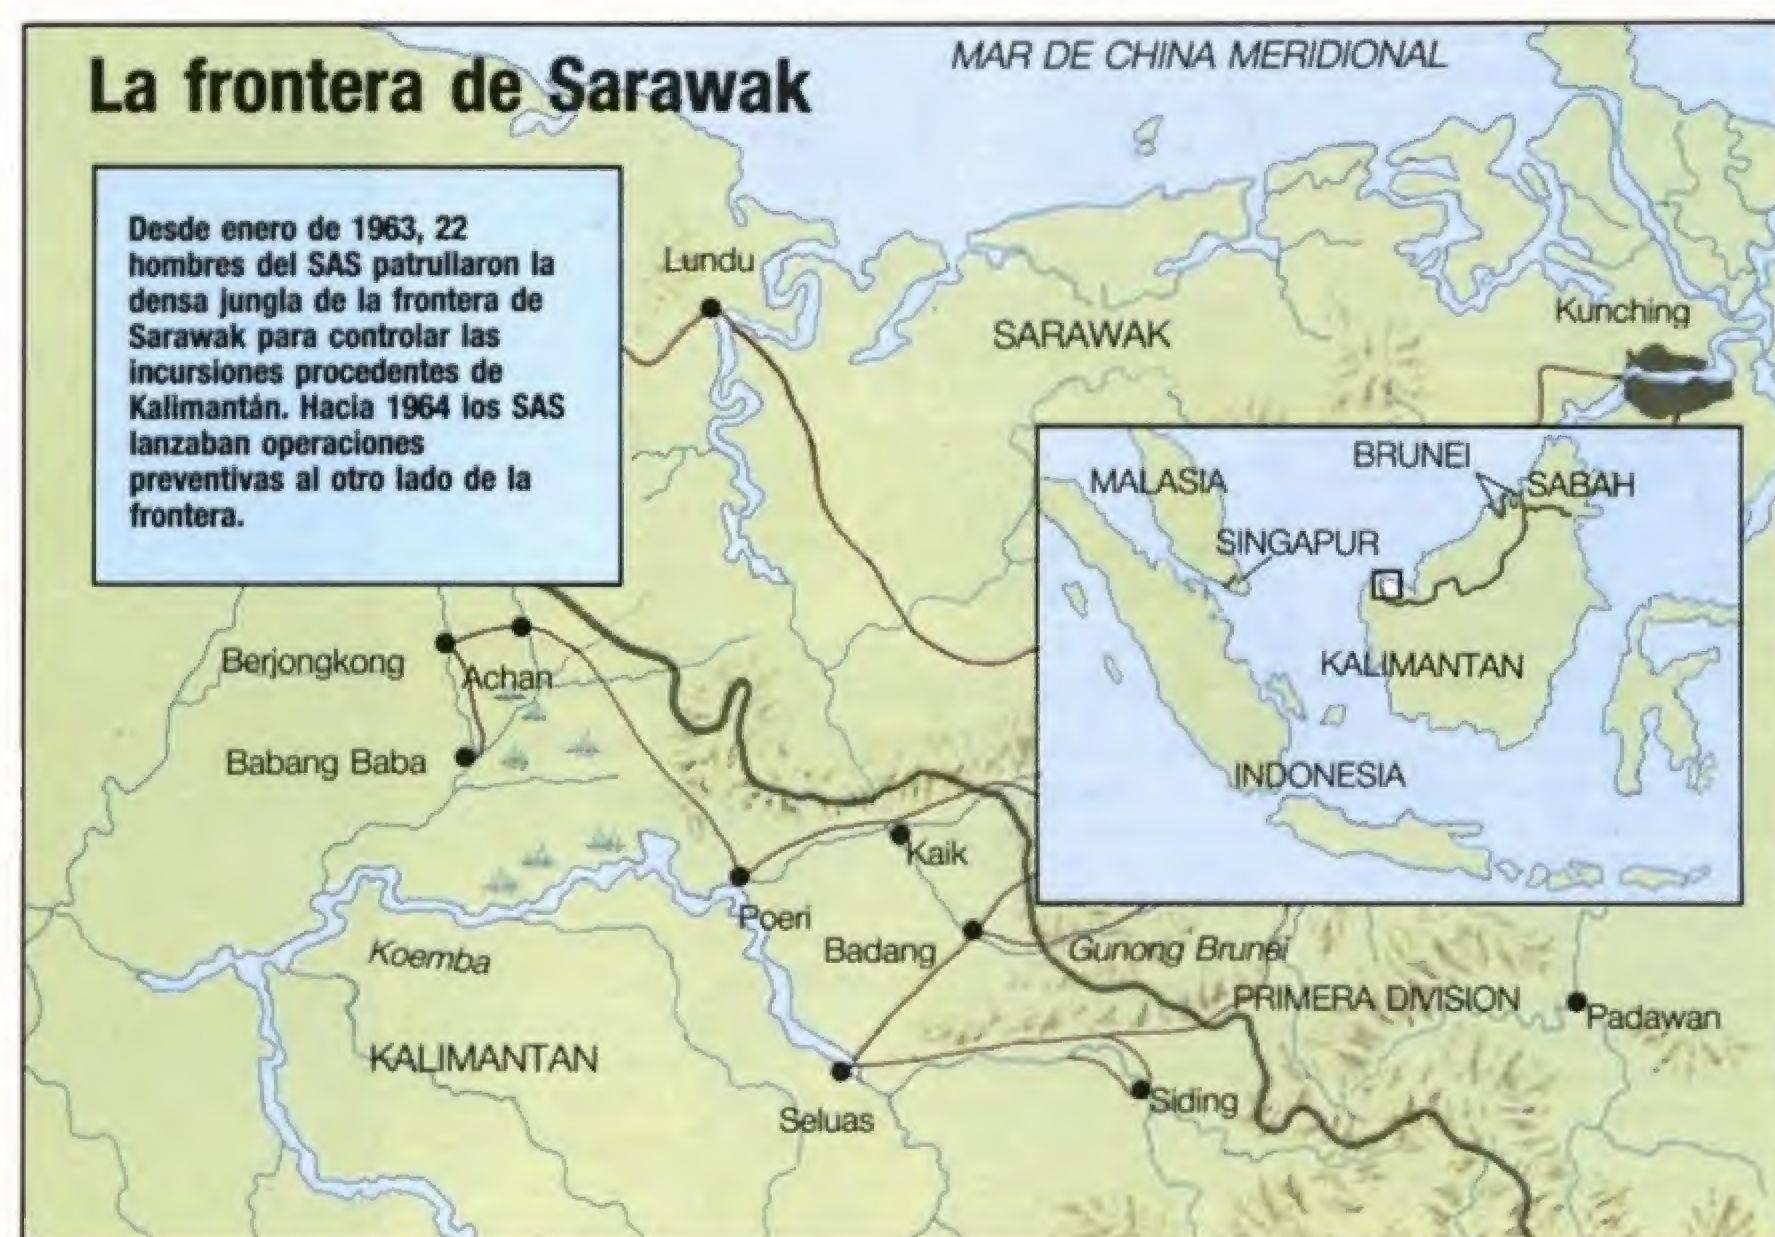 La frontera de Sarawak
MAR DE CHINA MERIDIONAL
Desde enero de 1963, 22
hombres del SAS patrullaron la
densa jungla de la frontera de
Sarawak para controlar las
incursiones procedentes de
Kalimantán. Hacia 1964 los SAS
lanzaban operaciones
preventivas al otro lado de la
frontera.
Lundu
SARAWAK
Kunching
BRUNEI
MALASIA
SABAH
SINGAPUR
KALIMANTAN
INDONESIA
Berjongkong
Achan
Babang Baba
Kaik
Poeri
Badang
Koemba
Gunong Brunei
PRIMERA DIVISION
Padawan
KALIMANTAN
Siding
Seluas